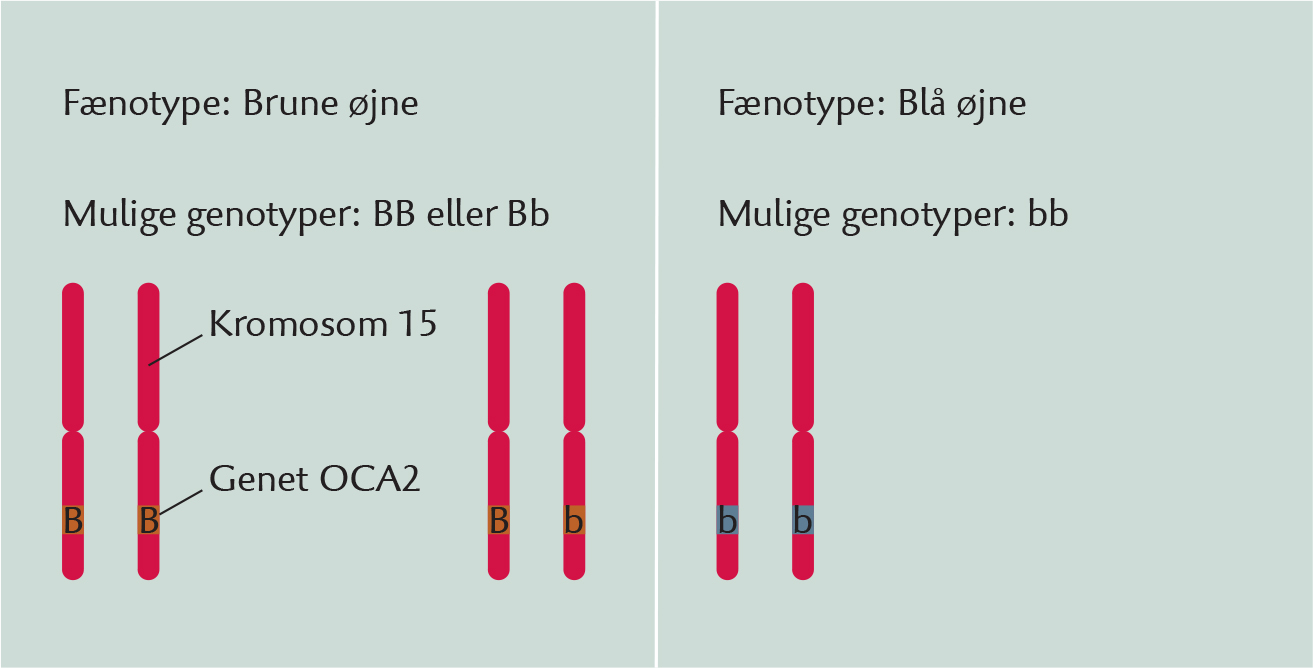 Fænotype: Brune øjne
Mulige genotyper: BB eller Bb
Kromosom 15
Genet OCA2
B
B
B
b
Fænotype: Blå øjne
Mulige genotyper: bb
b
b